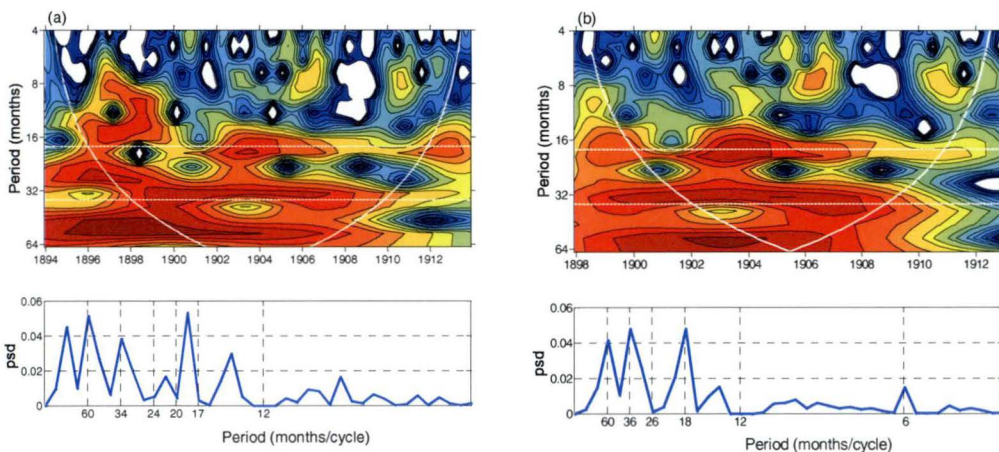 (a)
4
8
16
32
64
Period (months)
1894 1896 1898 1900 1902 1904 1906 1908 1910 1912
(b)
4
8
16
32
64
Period (months)
1898 1900 1902 1904 1906 1908 1910 1912
0.06
0.04
0.02
0
psd
60 34 24 20 17 12
Period (months/cycle)
0.06
0.04
0.02
0
psd
60 36 26 18 12 6
Period (months/cycle)